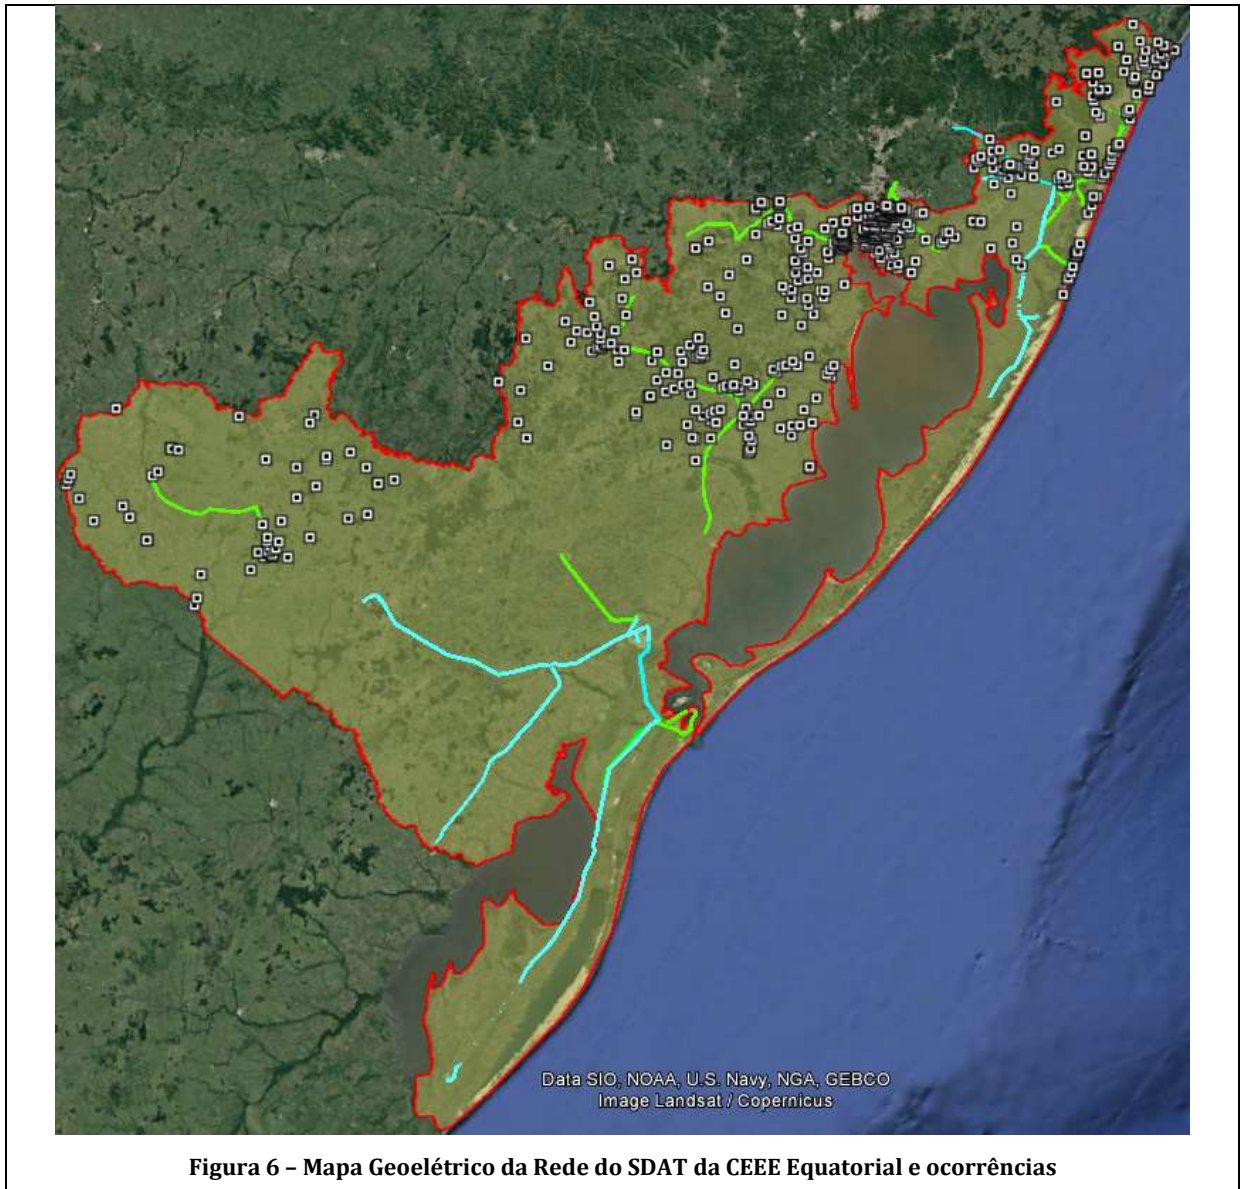 Data SIO, NOAA, U.S. Navy, NGA, GEBCO
Image Landsat / Copernicus
Figura 6 – Mapa Geoelétrico da Rede do SDAT da CEEE Equatorial e ocorrências